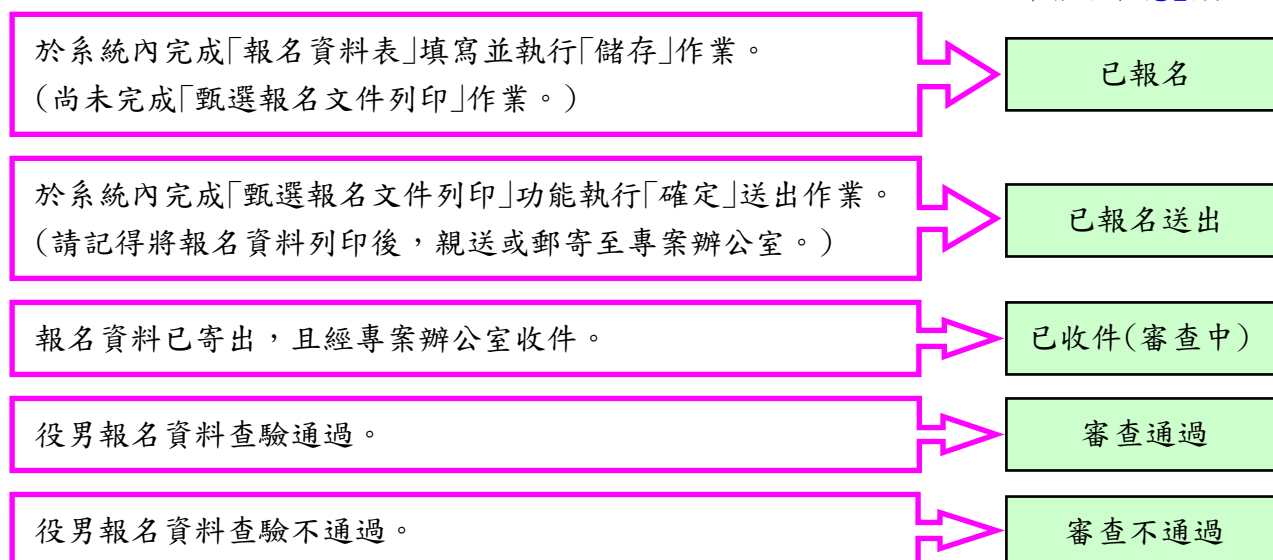 於系統內完成「報名資料表」填寫並執行「儲存」作業。
(尚未完成「甄選報名文件列印」作業。)
已報名
於系統內完成「甄選報名文件列印」功能執行「確定」送出作業。
(請記得將報名資料列印後，親送或郵寄至專案辦公室。)
已報名送出
報名資料已寄出，且經專案辦公室收件。
已收件(審查中)
役男報名資料查驗通過。
審查通過
役男報名資料查驗不通過。
審查不通過